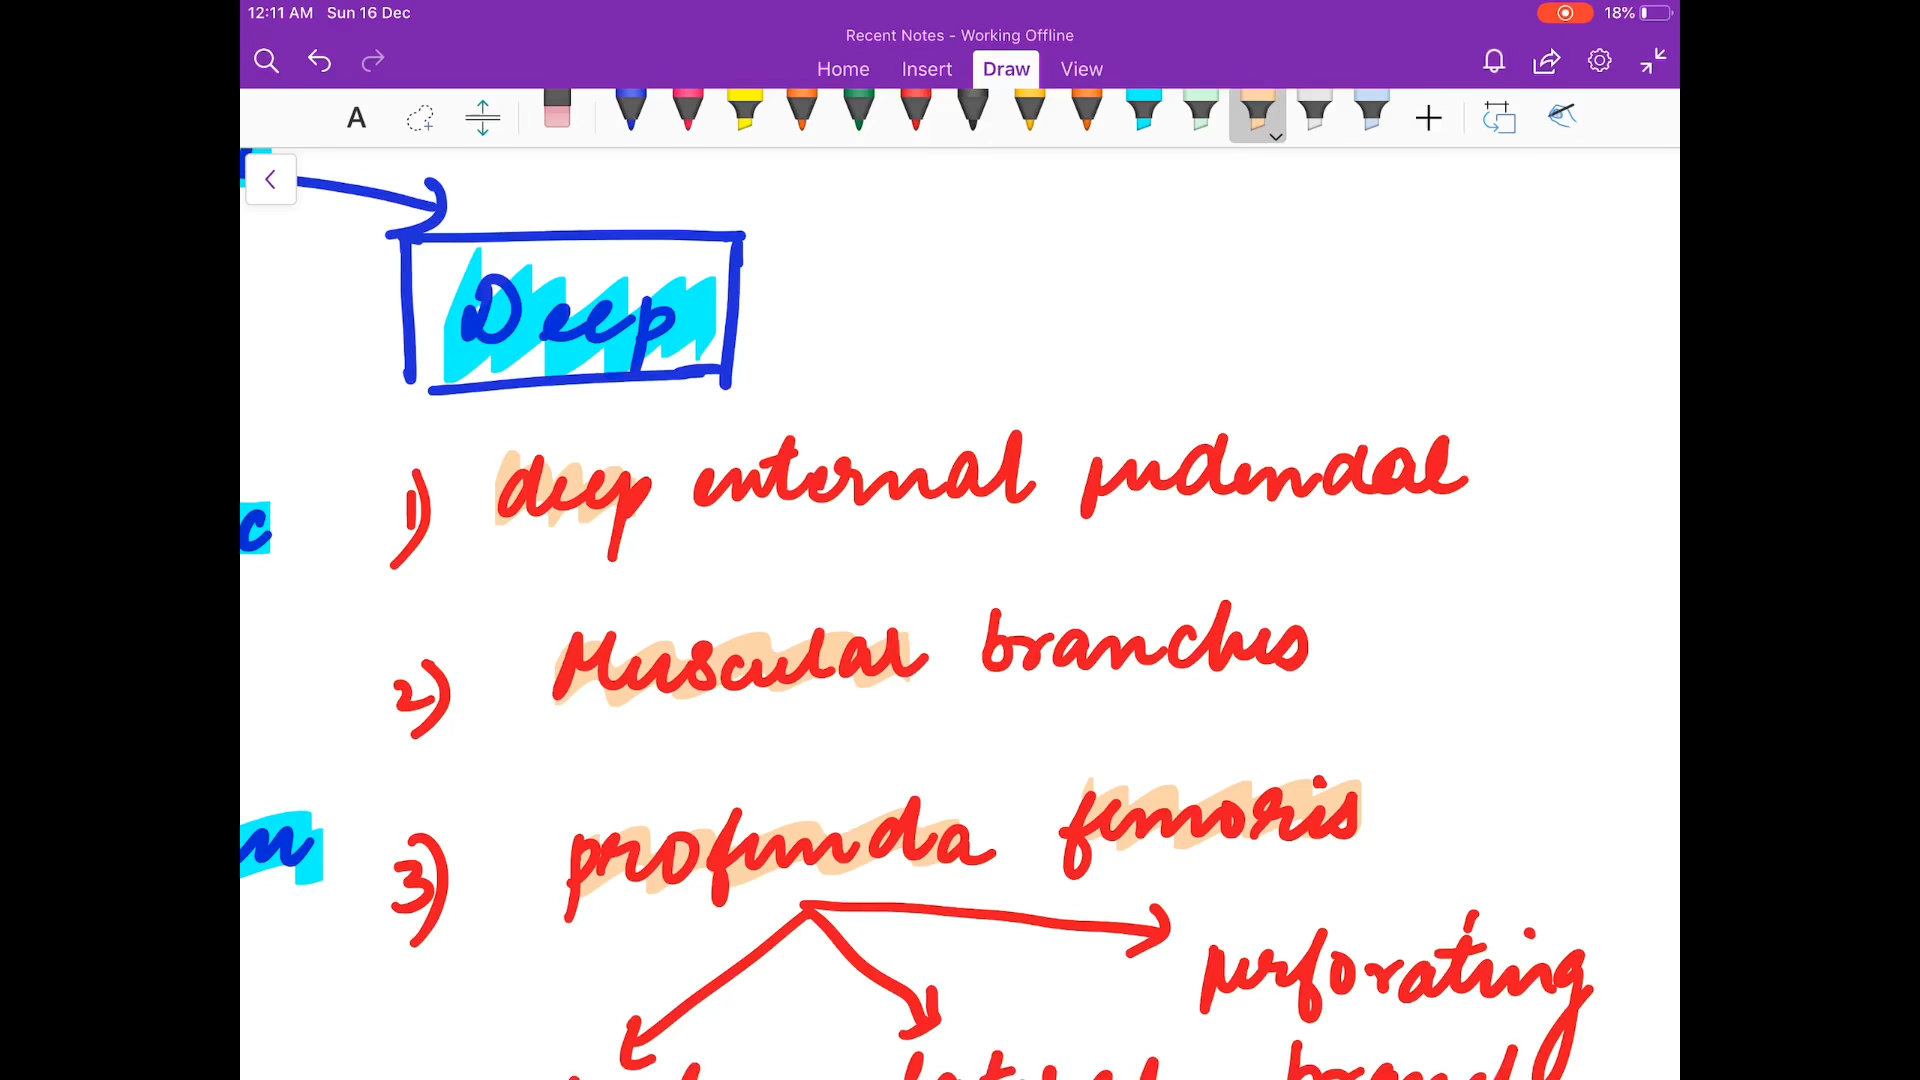 12:11 AM Sun 16 Dec
18%
Recent Notes - Working Offline
Home Insert Draw View
A
Deep
1) deep external pudendal
c
2) Muscular branches
3) profunda femoris
m
perforating
lateral